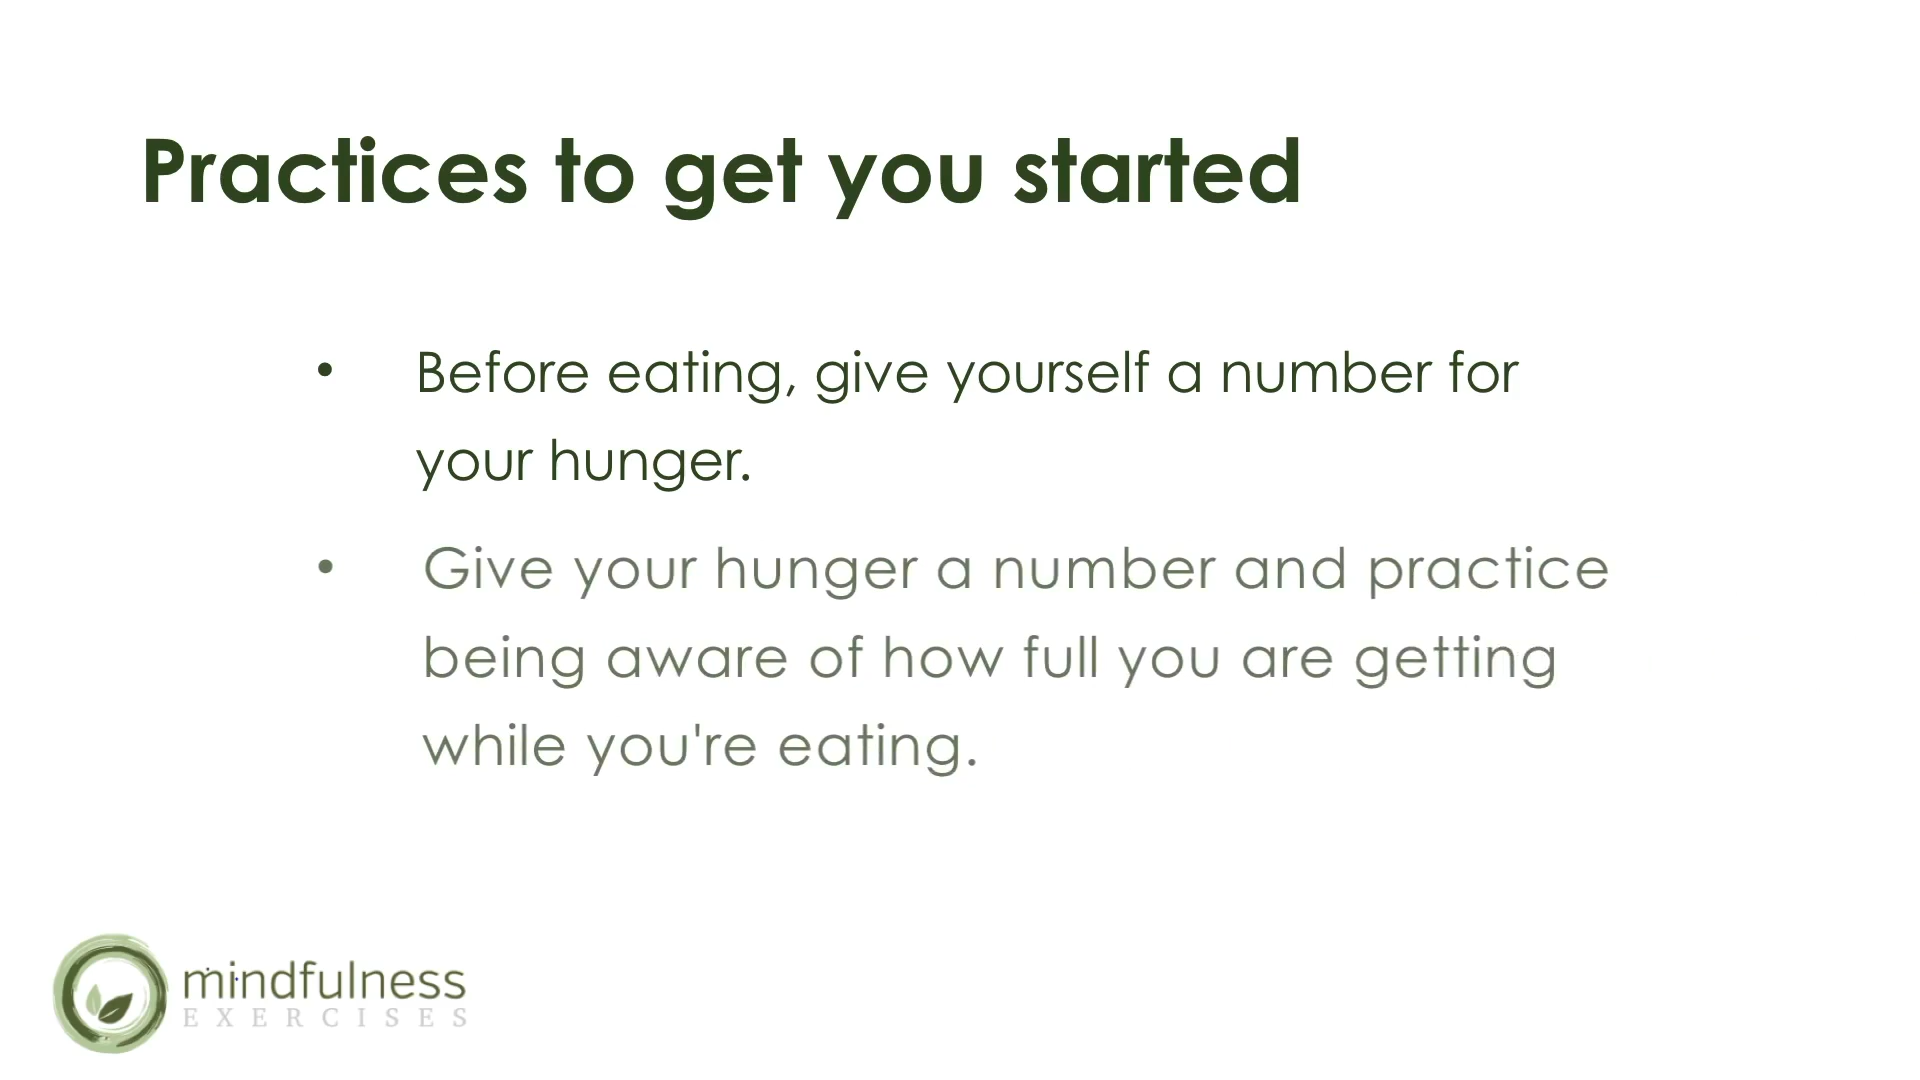 Practices to get you started
• Before eating, give yourself a number for
your hunger.
• Give your hunger a number and practice
being aware of how full you are getting
while you're eating.
mindfulness
EXERCISES